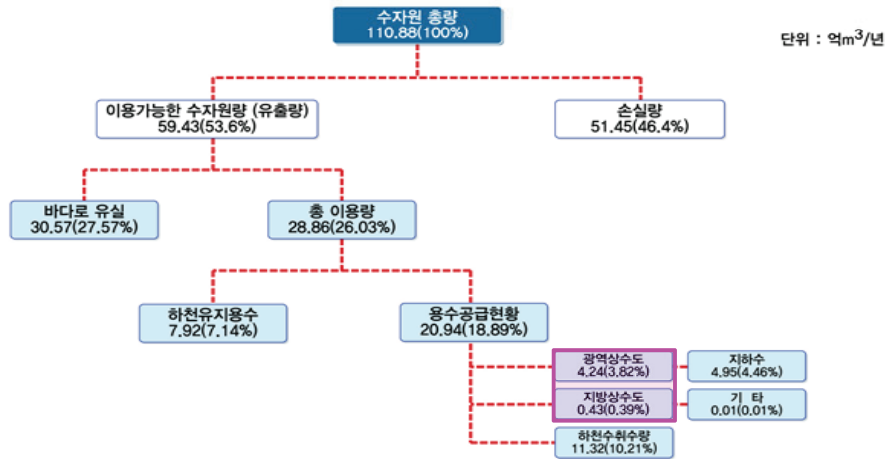 수자원 총량
110.88(100%)
단위 : 억m³/년
이용가능한 수자원량 (유출량)
59.43(53.6%)
손실량
51.45(46.4%)
바다로 유실
30.57(27.57%)
총 이용량
28.86(26.03%)
하천유지용수
7.92(7.14%)
용수공급현황
20.94(18.89%)
광역상수도
4.24(3.82%)
지하수
4.95(4.46%)
지방상수도
0.43(0.39%)
기 타
0.01(0.01%)
하천수취수량
11.32(10.21%)